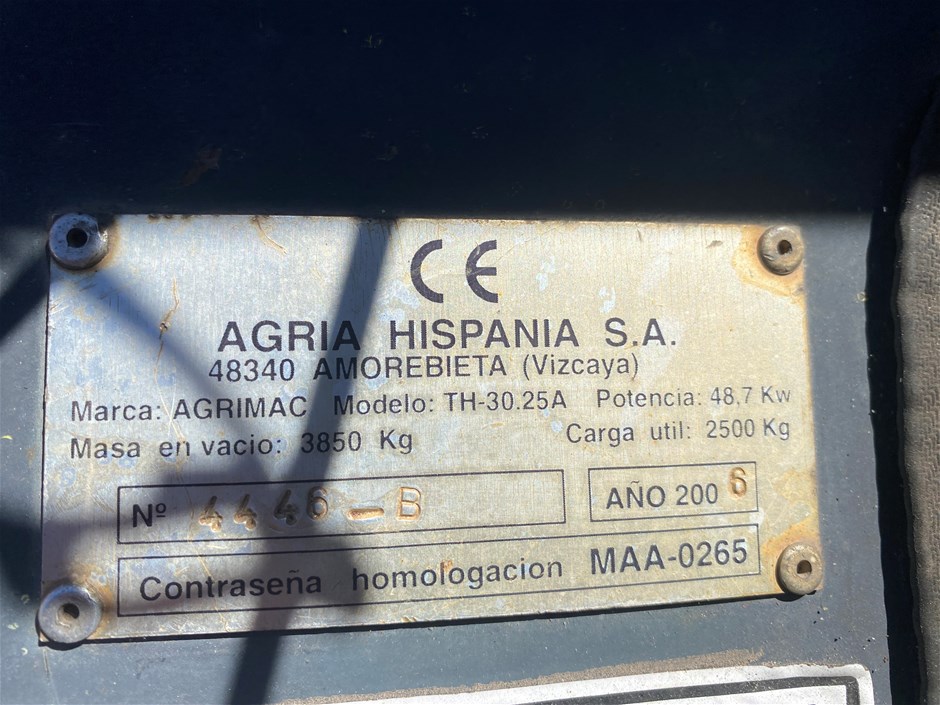 CE
AGRIA HISPANIA S.A.
48340 AMOREBIETA (Vizcaya)
Marca: AGRIMAC Modelo: TH-30.25A Potencia: 48,7 Kw
Masa en vacio: 3850 Kg Carga util: 2500 Kg
Nº 4446-B AÑO 2006
Contraseña homologacion MAA-0265